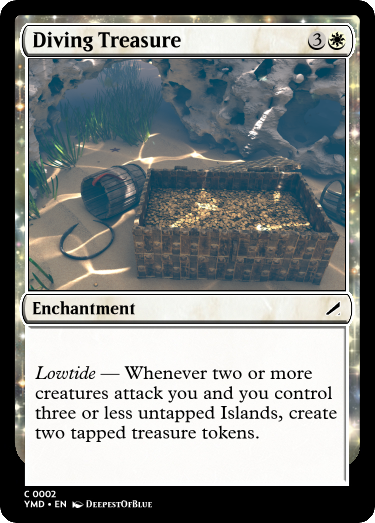 Diving Treasure 3
Enchantment
Lowtide — Whenever two or more
creatures attack you and you control
three or less untapped Islands, create
two tapped treasure tokens.
C 0002
YMD • EN DeepestOfBlue